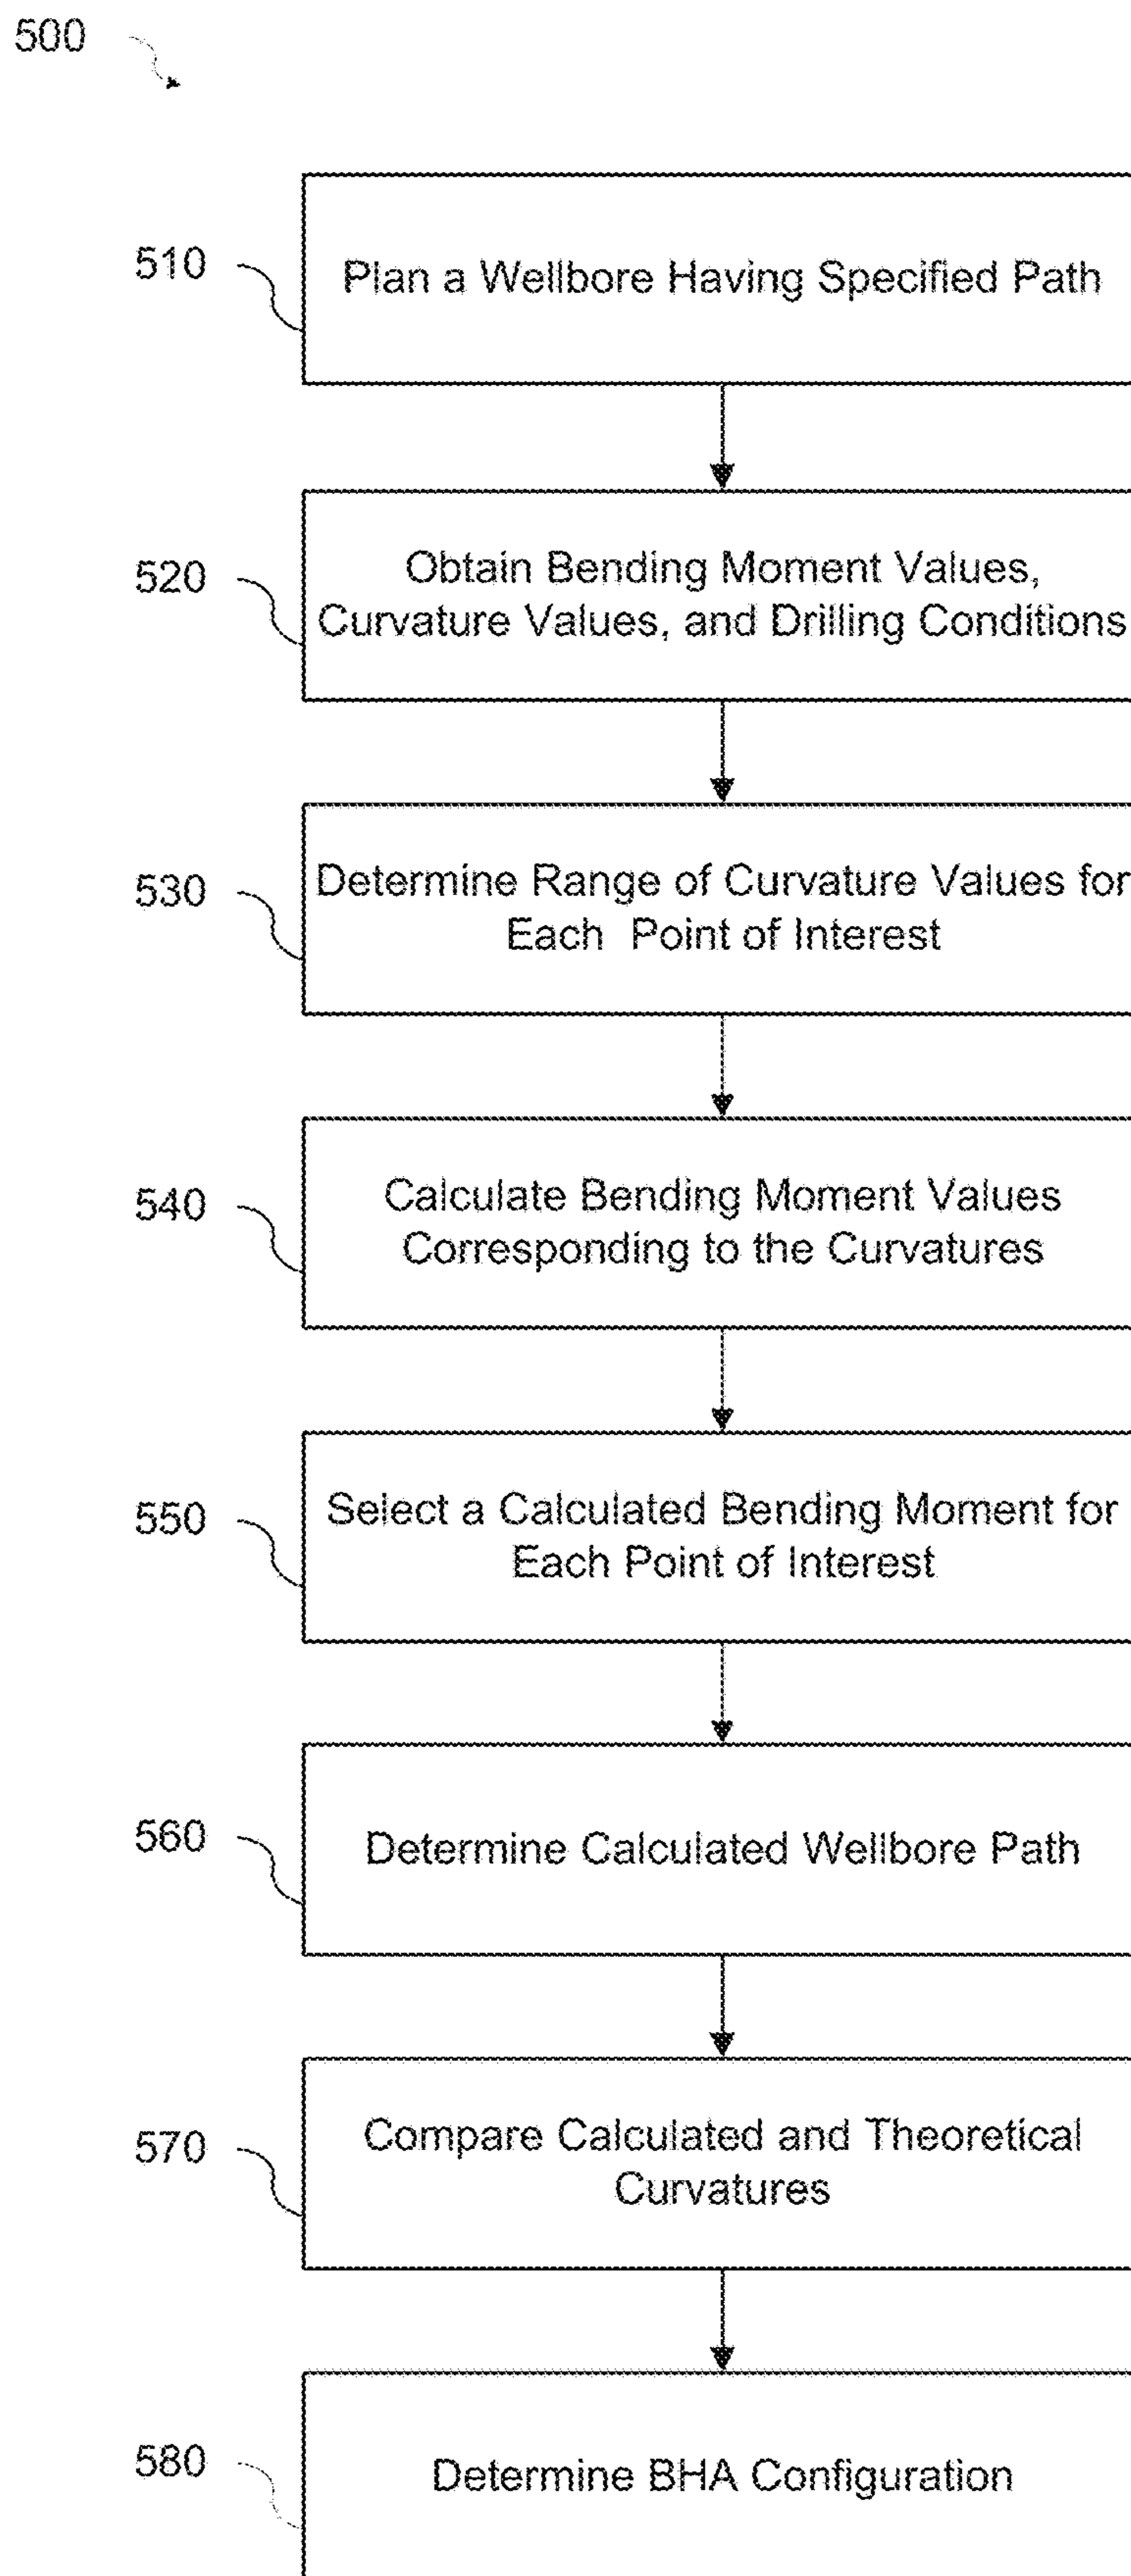 500
510
Plan a Wellbore Having Specified Path
520
Obtain Bending Moment Values,
Curvature Values, and Drilling Conditions
530
Determine Range of Curvature Values for
Each Point of Interest
540
Calculate Bending Moment Values
Corresponding to the Curvatures
550
Select a Calculated Bending Moment for
Each Point of Interest
560
Determine Calculated Wellbore Path
570
Compare Calculated and Theoretical
Curvatures
580
Determine BHA Configuration